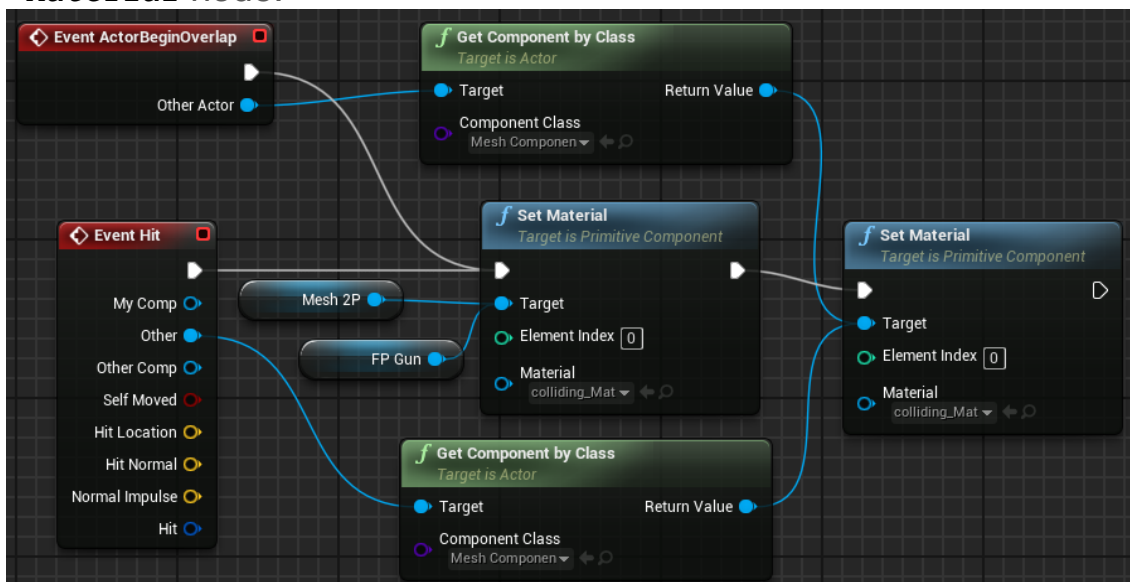 Event ActorBeginOverlap
Other Actor
f Get Component by Class
Target is Actor
Target
Return Value
Component Class
Mesh Componen
Event Hit
My Comp
Other
Other Comp
Self Moved
Hit Location
Hit Normal
Normal Impulse
Hit
Mesh 2P
FP Gun
f Set Material
Target is Primitive Component
Target
Element Index 0
Material
colliding_Mat
f Set Material
Target is Primitive Component
Target
Element Index 0
Material
colliding_Mat
f Get Component by Class
Target is Actor
Target
Return Value
Component Class
Mesh Componen